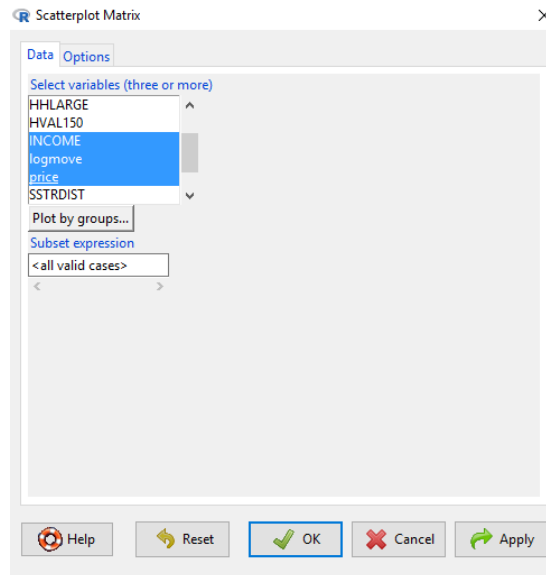 Scatterplot Matrix
Data Options
Select variables (three or more)
HHLARGE
HVAL150
INCOME
logmove
price
SSTRDIST
Plot by groups...
Subset expression
<all valid cases>
Help Reset OK Cancel Apply